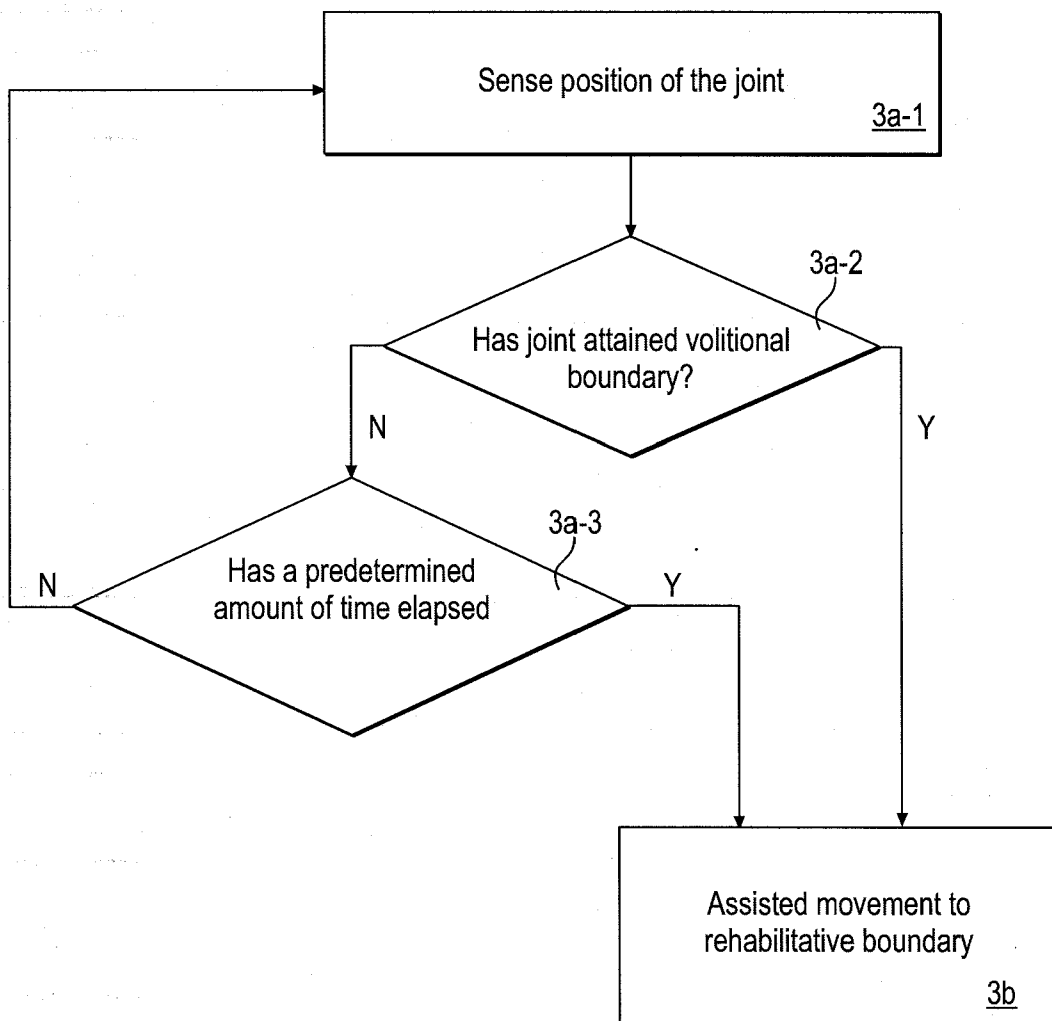 Sense position of the joint
3a-1
3a-2
Has joint attained volitional
boundary?
N
Y
3a-3
Has a predetermined
amount of time elapsed
N
Y
Assisted movement to
rehabilitative boundary
3b